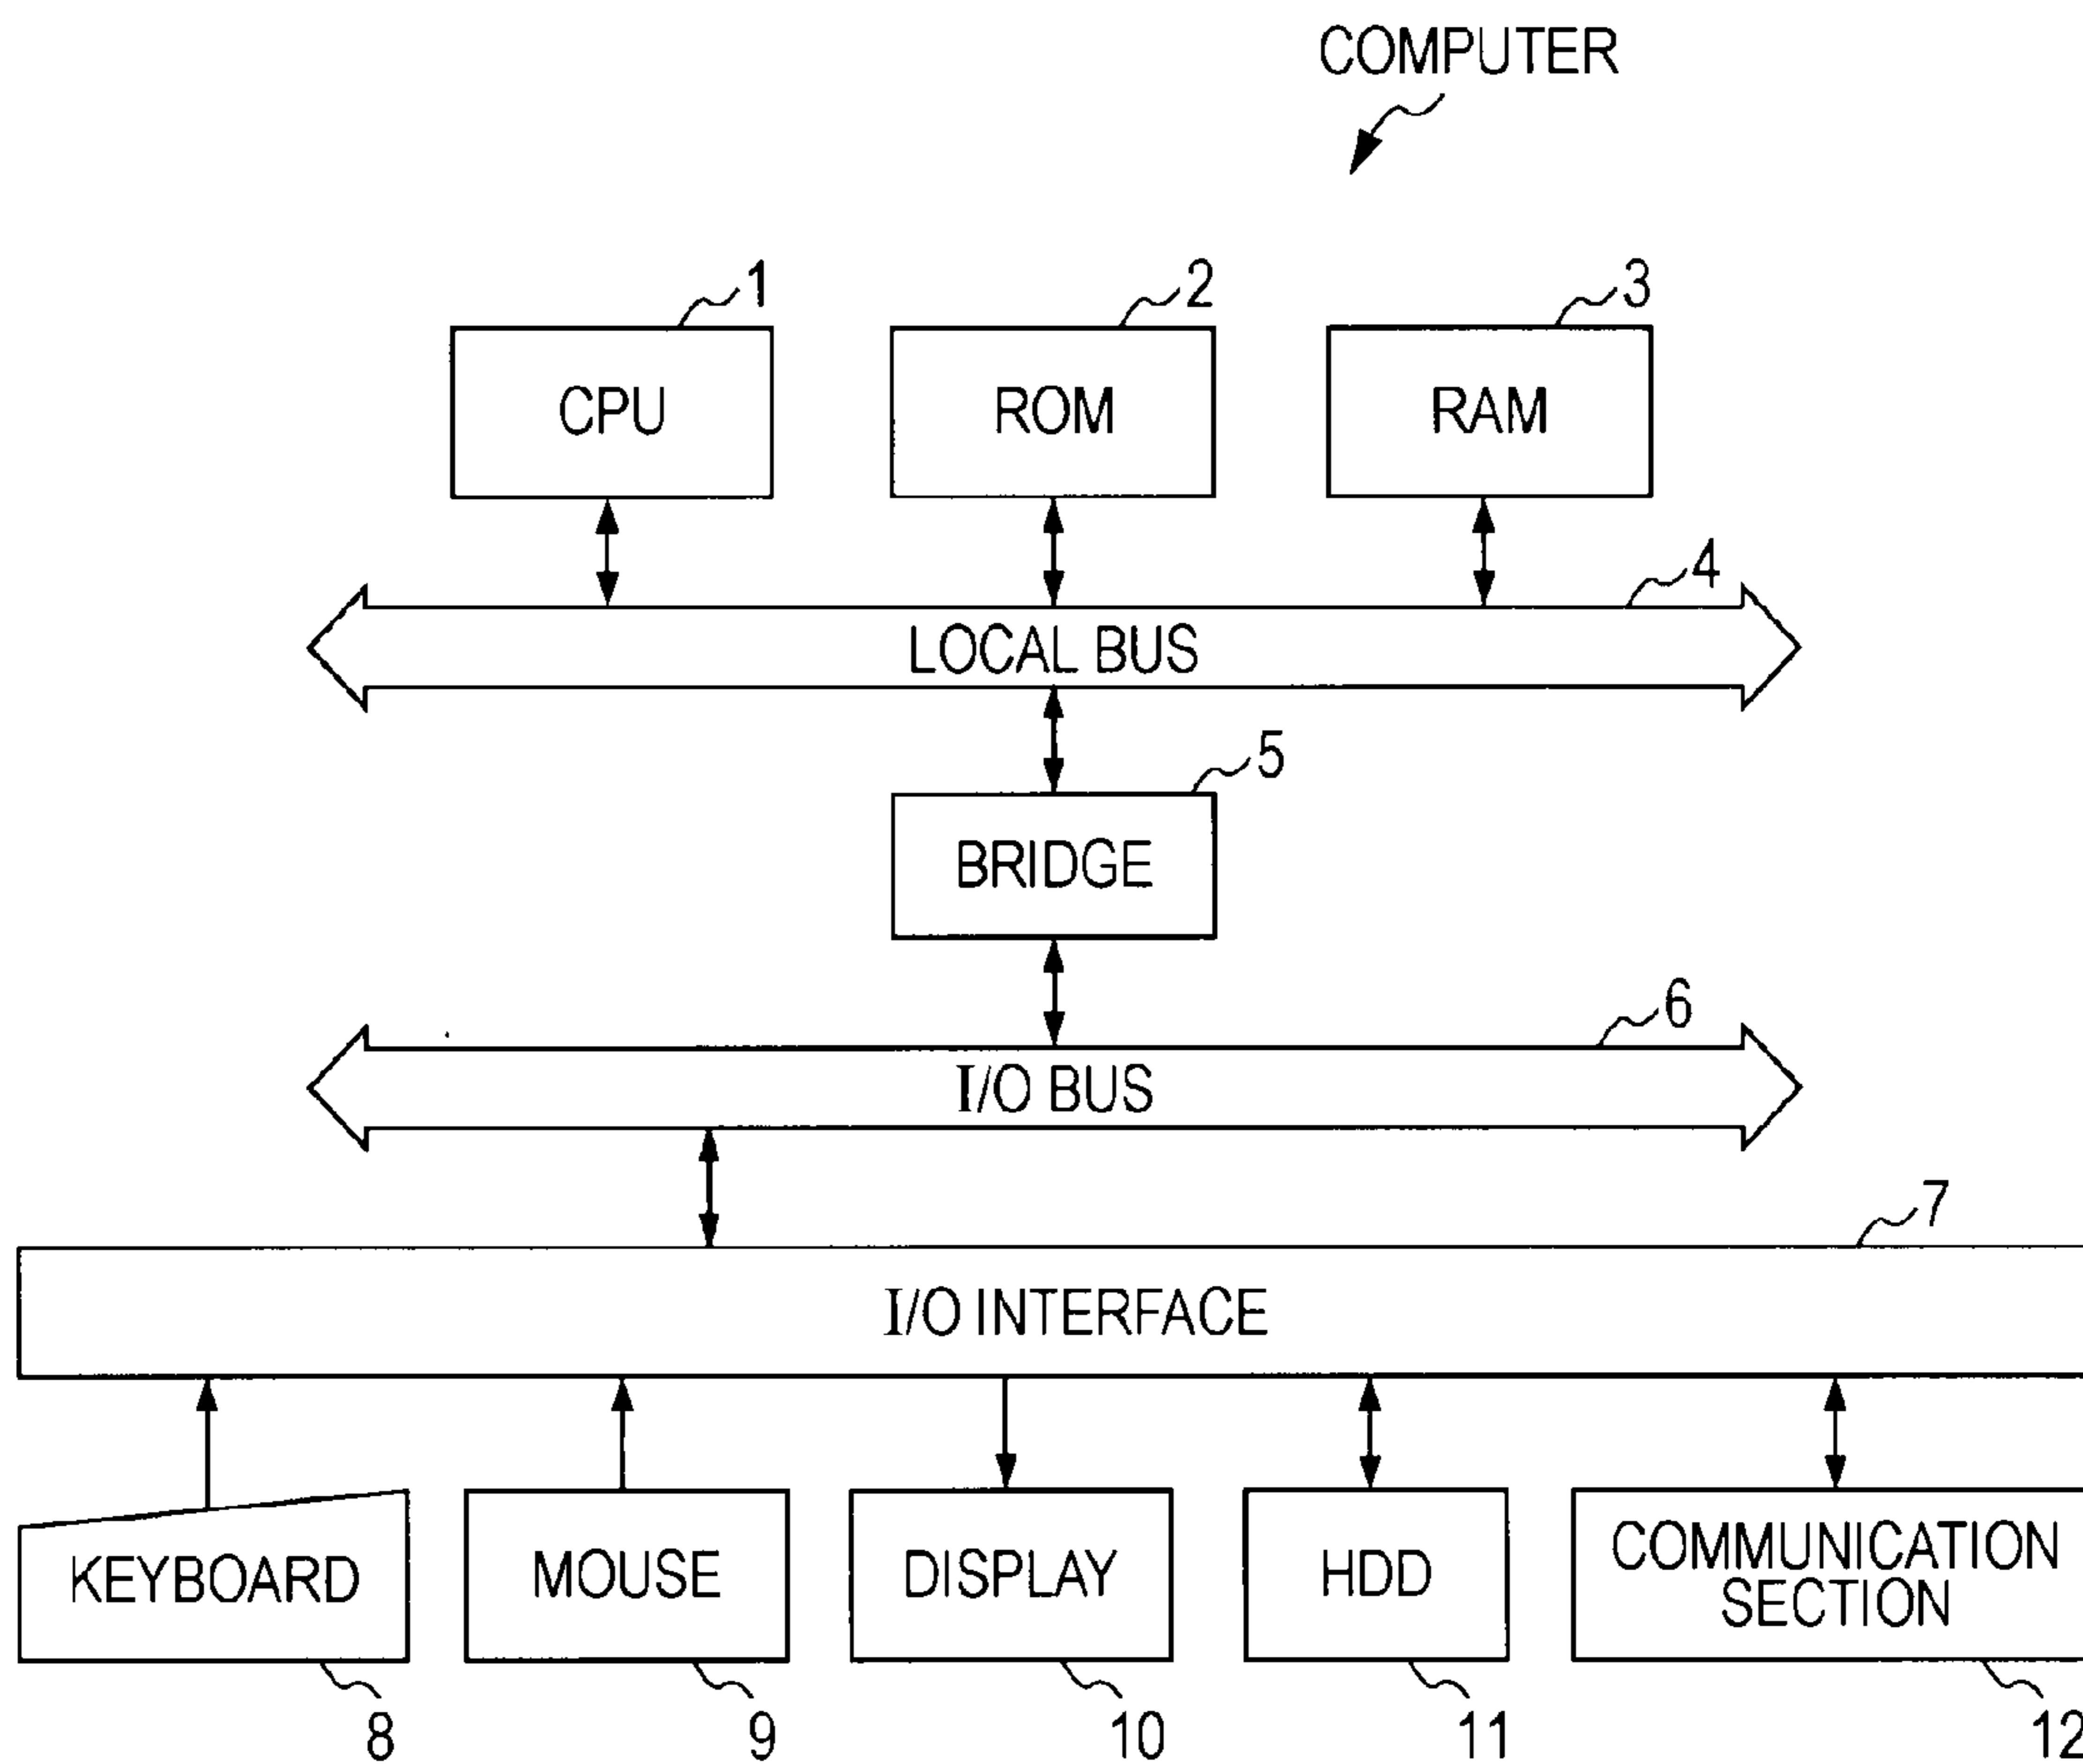 COMPUTER
1
2
3
CPU
ROM
RAM
4
LOCAL BUS
5
BRIDGE
6
I/O BUS
7
I/O INTERFACE
KEYBOARD
MOUSE
DISPLAY
HDD
COMMUNICATION
SECTION
8
9
10
11
12